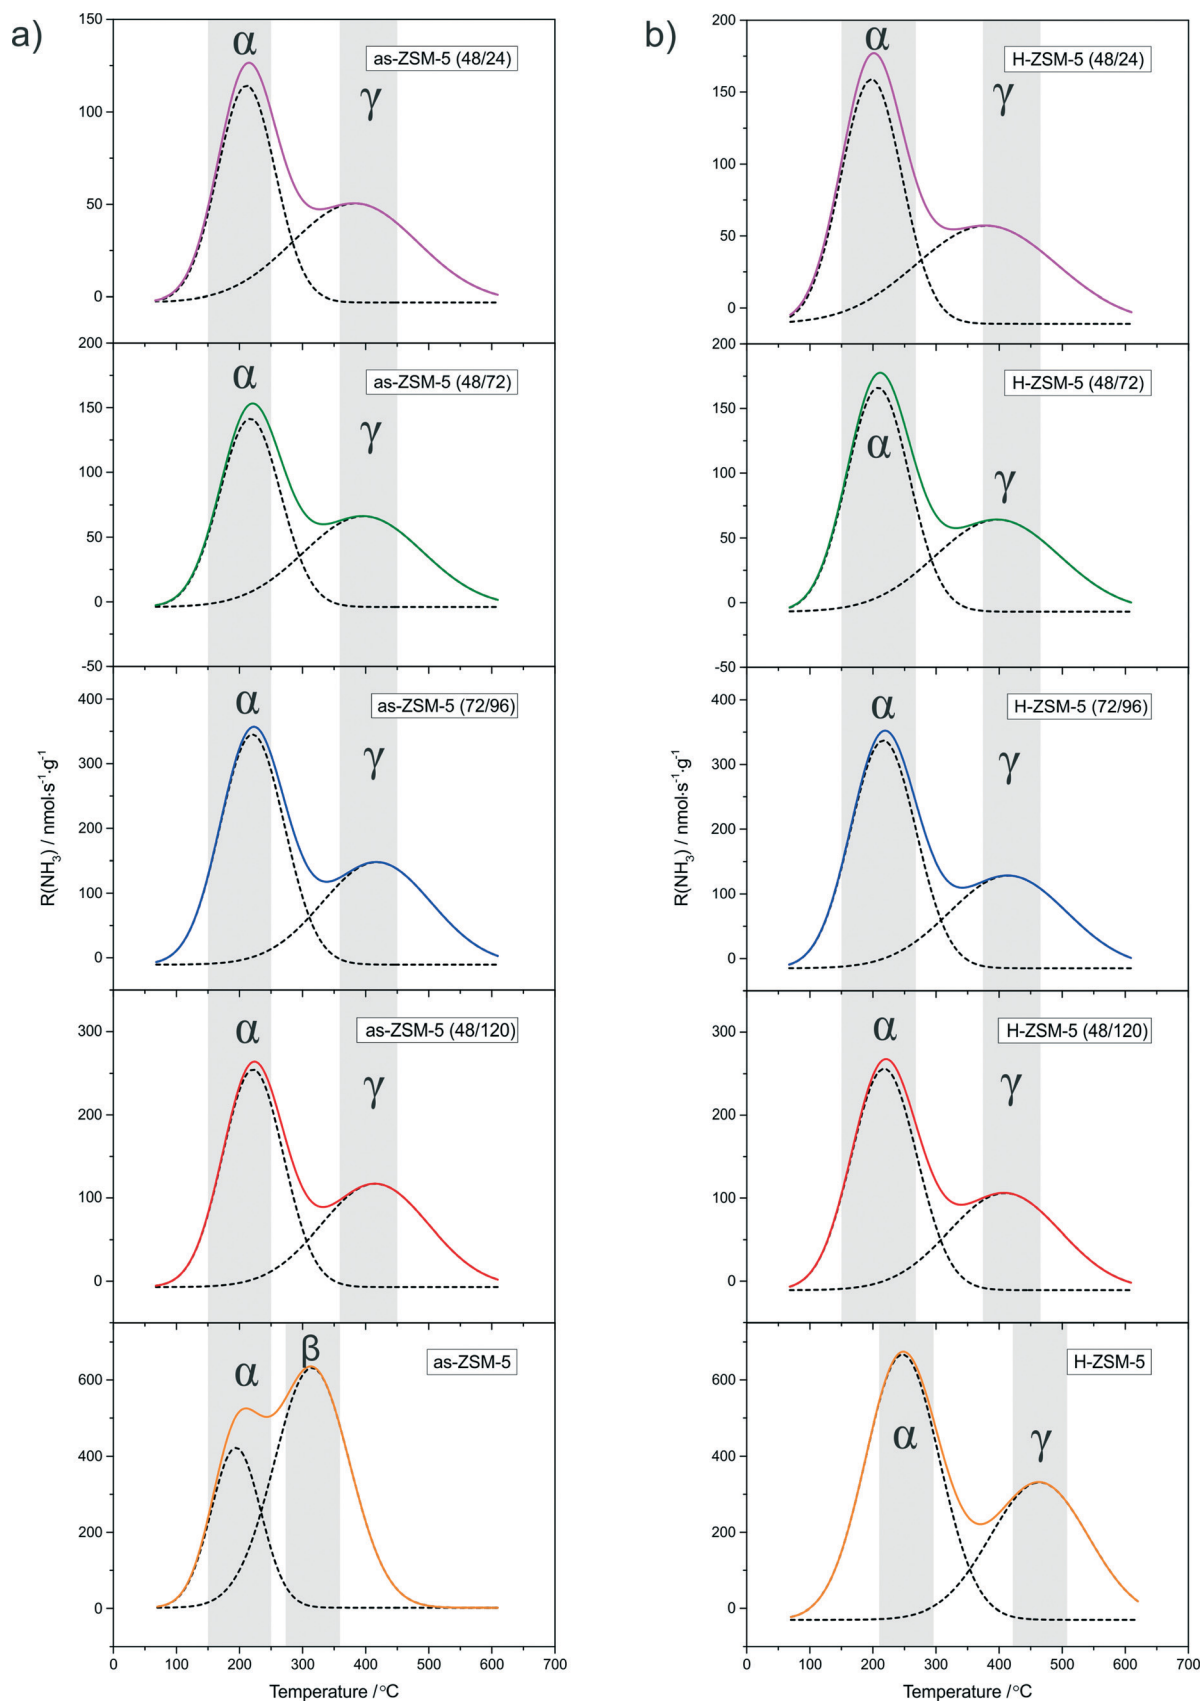 a)
150
100
50
0
α
γ
as-ZSM-5 (48/24)
200
150
100
50
0
-50
α
γ
as-ZSM-5 (48/72)
400
300
200
100
0
α
γ
as-ZSM-5 (72/96)
R(NH₃) / nmol·s⁻¹·g⁻¹
300
200
100
0
α
γ
as-ZSM-5 (48/120)
600
400
200
0
α
β
as-ZSM-5
0 100 200 300 400 500 600 700
Temperature /°C
b)
200
150
100
50
0
α
γ
H-ZSM-5 (48/24)
200
150
100
50
0
-50
α
γ
H-ZSM-5 (48/72)
400
300
200
100
0
α
γ
H-ZSM-5 (72/96)
R(NH₃) / nmol·s⁻¹·g⁻¹
300
200
100
0
α
γ
H-ZSM-5 (48/120)
600
400
200
0
α
γ
H-ZSM-5
0 100 200 300 400 500 600 700
Temperature /°C